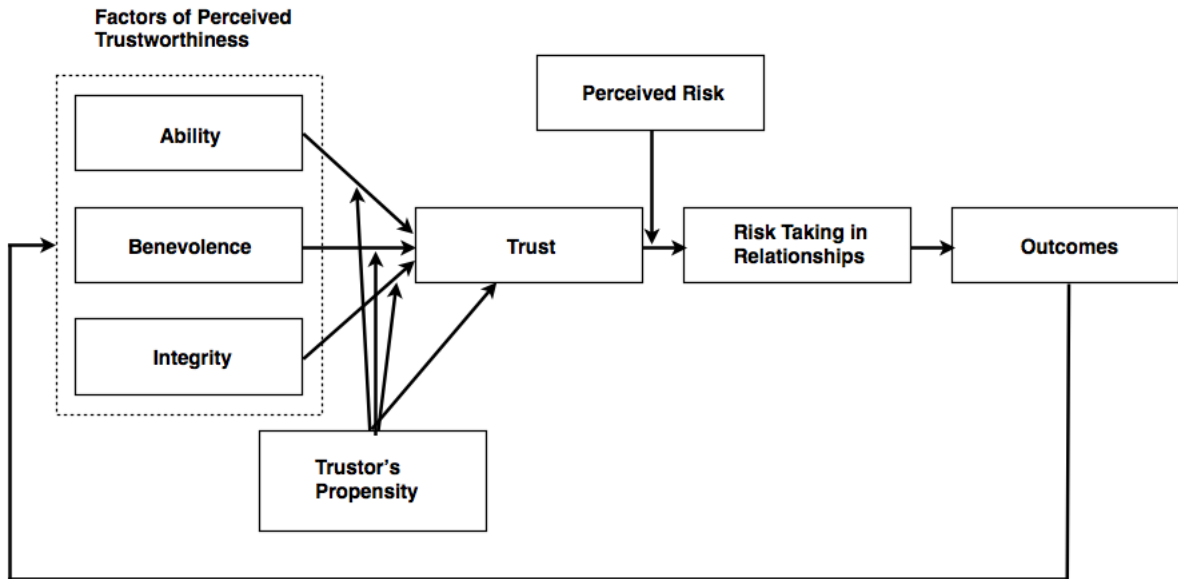 Factors of Perceived
Trustworthiness
Ability
Perceived Risk
Benevolence
Trust
Risk Taking in
Relationships
Outcomes
Integrity
Trustor's
Propensity